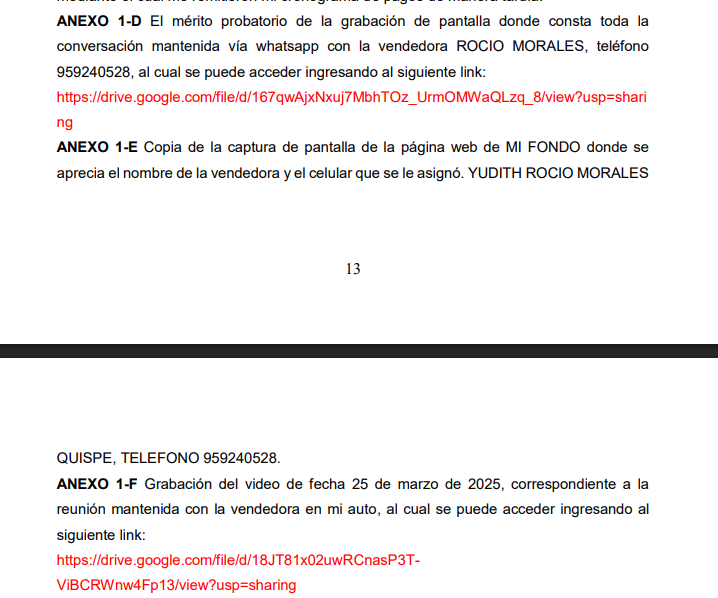 ANEXO 1-D El mérito probatorio de la grabación de pantalla donde consta toda la
conversación mantenida vía whatsapp con la vendedora ROCIO MORALES, teléfono
959240528, al cual se puede acceder ingresando al siguiente link:
https://drive.google.com/file/d/167qwAjxNxuj7MbhTOz_UrmOMWaQLzq_8/view?usp=shari
ng
ANEXO 1-E Copia de la captura de pantalla de la página web de MI FONDO donde se
aprecia el nombre de la vendedora y el celular que se le asignó. YUDITH ROCIO MORALES
13
QUISPE, TELEFONO 959240528.
ANEXO 1-F Grabación del video de fecha 25 de marzo de 2025, correspondiente a la
reunión mantenida con la vendedora en mi auto, al cual se puede acceder ingresando al
siguiente link:
https://drive.google.com/file/d/18JT81x02uwRCnasP3T-
ViBCRWnw4Fp13/view?usp=sharing